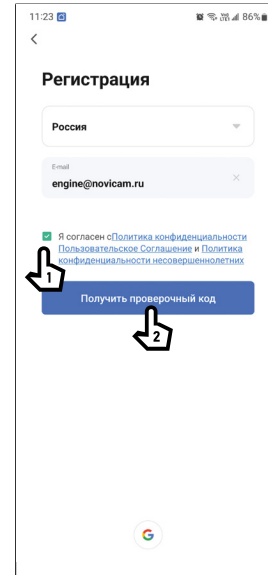 11:23 86%
Регистрация
Россия
E-mail
engine@novicam.ru
Я согласен сПолитика конфиденциальности
Пользовательское Соглашение и Политика
конфиденциальности несовершеннолетних
1
Получить проверочный код
2
G